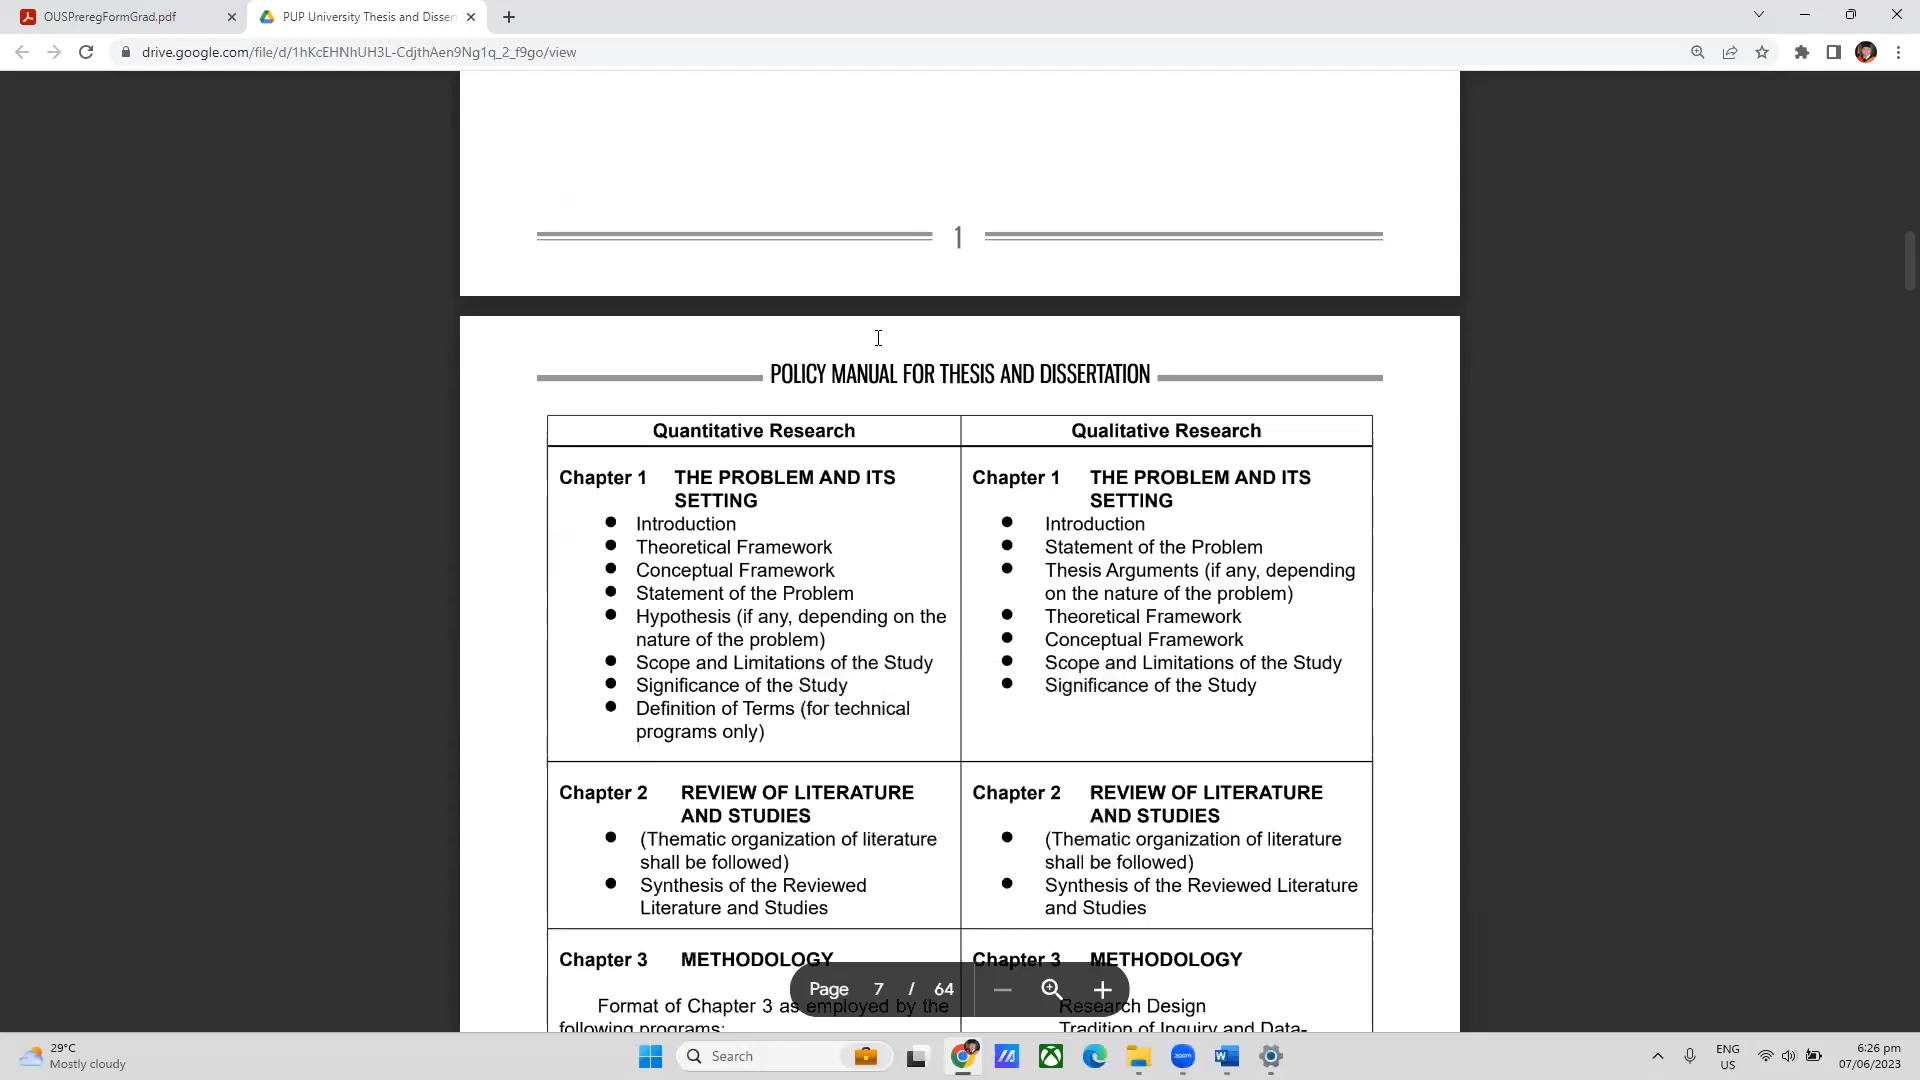 OUSPreregFormGrad.pdf
PUP University Thesis and Disser
drive.google.com/file/d/1hKcEHNhUH3L-CdjthAen9Ng1q_2_f9go/view
1
POLICY MANUAL FOR THESIS AND DISSERTATION
Quantitative Research
Chapter 1 THE PROBLEM AND ITS
SETTING
● Introduction
● Theoretical Framework
● Conceptual Framework
● Statement of the Problem
● Hypothesis (if any, depending on the
nature of the problem)
● Scope and Limitations of the Study
● Significance of the Study
● Definition of Terms (for technical
programs only)
Chapter 2 REVIEW OF LITERATURE
AND STUDIES
● (Thematic organization of literature
shall be followed)
● Synthesis of the Reviewed
Literature and Studies
Chapter 3 METHODOLOGY
Format of Chapter 3 as employed by the
following programs:
Qualitative Research
Chapter 1 THE PROBLEM AND ITS
SETTING
● Introduction
● Statement of the Problem
● Thesis Arguments (if any, depending
on the nature of the problem)
● Theoretical Framework
● Conceptual Framework
● Scope and Limitations of the Study
● Significance of the Study
Chapter 2 REVIEW OF LITERATURE
AND STUDIES
● (Thematic organization of literature
shall be followed)
● Synthesis of the Reviewed Literature
and Studies
Chapter 3 METHODOLOGY
Research Design
Tradition of Inquiry and Data-
Page 7 / 64
29°C
Mostly cloudy
Search
zoom
ENG
US
6:26 pm
07/06/2023